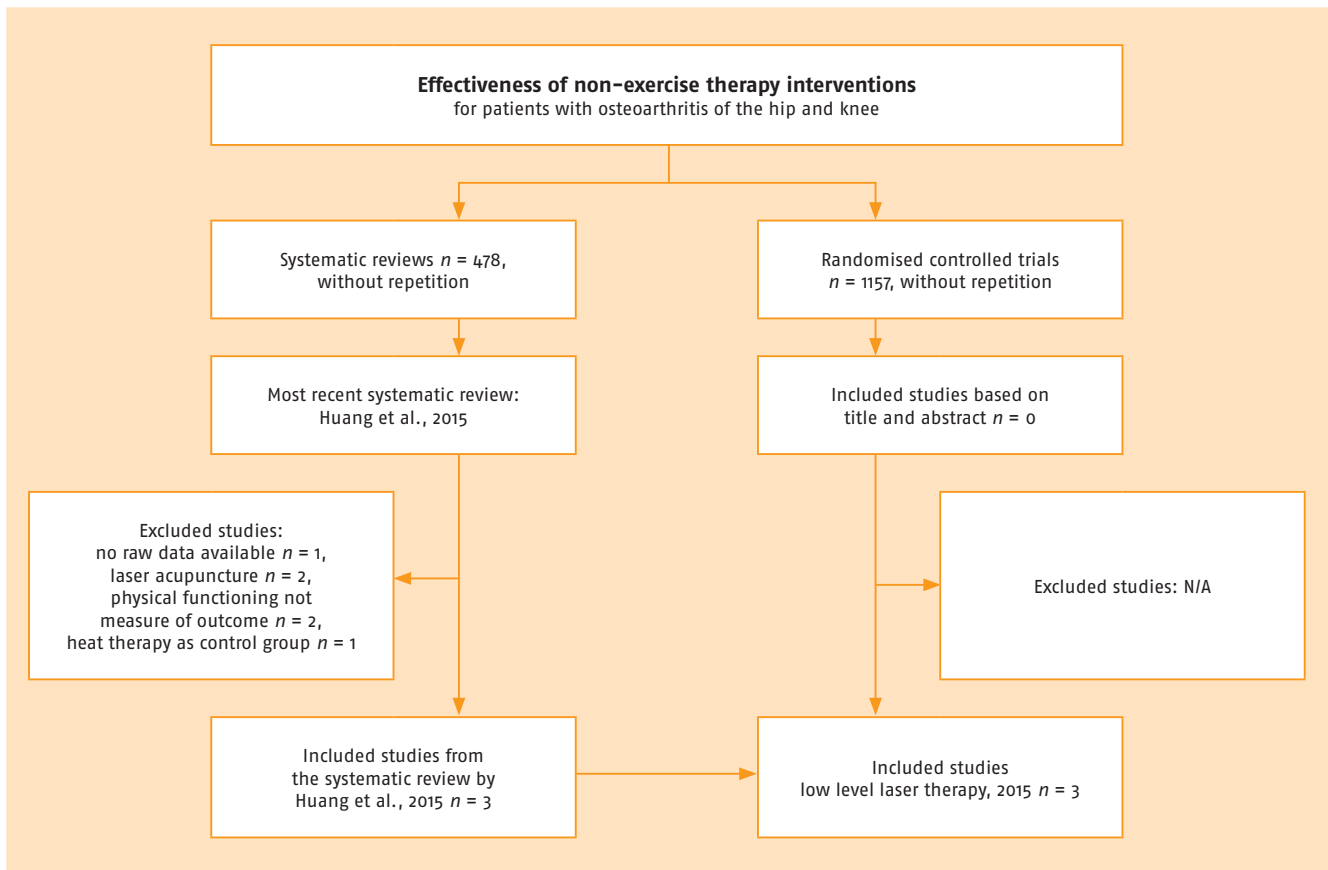 Effectiveness of non-exercise therapy interventions
for patients with osteoarthritis of the hip and knee
Systematic reviews n = 478,
without repetition
Randomised controlled trials
n = 1157, without repetition
Most recent systematic review:
Huang et al., 2015
Included studies based on
title and abstract n = 0
Excluded studies:
no raw data available n = 1,
laser acupuncture n = 2,
physical functioning not
measure of outcome n = 2,
heat therapy as control group n = 1
Excluded studies: N/A
Included studies from
the systematic review by
Huang et al., 2015 n = 3
Included studies
low level laser therapy, 2015 n = 3